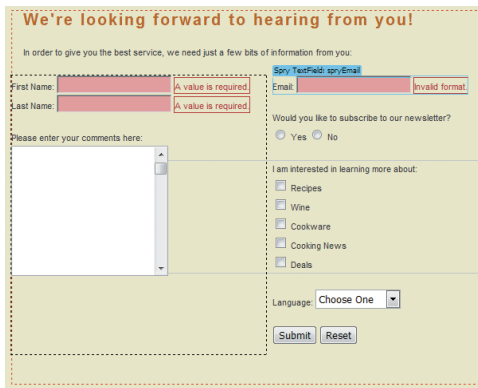 We're looking forward to hearing from you!
In order to give you the best service, we need just a few bits of information from you:
First Name: A value is required.
Last Name: A value is required.
Please enter your comments here:
Spry TextField: spryEmail
Email: Invalid format.
Would you like to subscribe to our newsletter?
Yes No
I am interested in learning more about:
Recipes
Wine
Cookware
Cooking News
Deals
Language: Choose One
Submit Reset